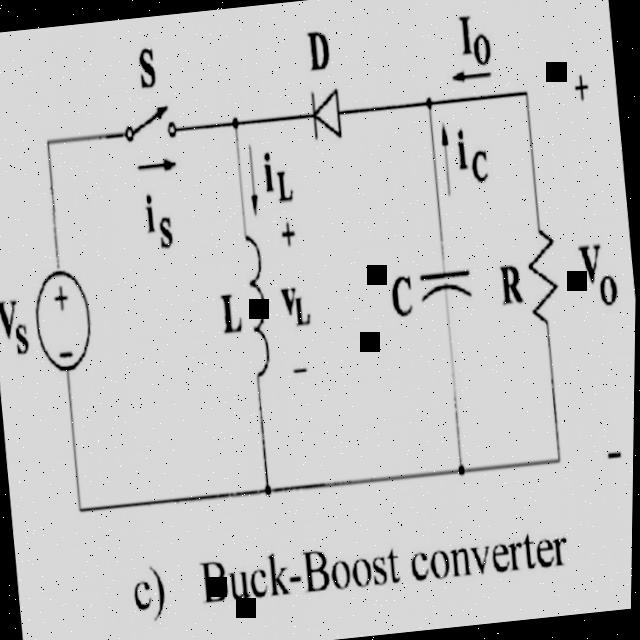 S
D
I_O
+
i_S
i_L
i_C
+
+
V_S
-
L
v_L
-
C
R
V_O
-
c) Buck-Boost converter